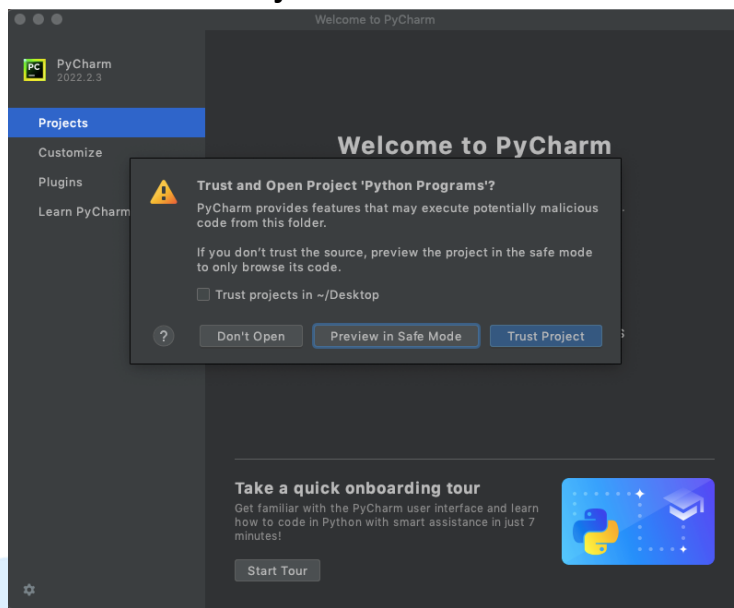 Welcome to PyCharm
PC
PyCharm
2022.2.3
Projects
Customize
Plugins
Learn PyCharm
Welcome to PyCharm
Trust and Open Project 'Python Programs'?
PyCharm provides features that may execute potentially malicious
code from this folder.
If you don't trust the source, preview the project in the safe mode
to only browse its code.
Trust projects in ~/Desktop
?
Don't Open
Preview in Safe Mode
Trust Project
Take a quick onboarding tour
Get familiar with the PyCharm user interface and learn
how to code in Python with smart assistance in just 7
minutes!
Start Tour